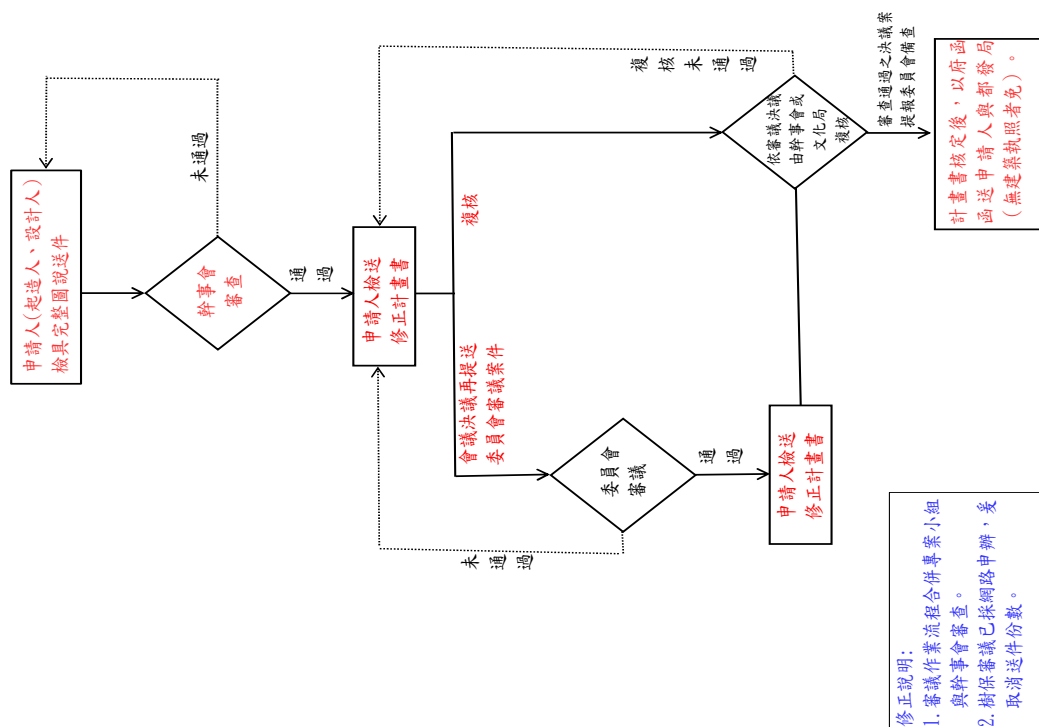 申請人(起造人、設計人)
檢具完整圖說送件
未通過
幹事會
審查
通過
申請人檢送
修正計畫書
會議決議再提送
委員會審議案件
複核
未通過
委員會
審議
通過
申請人檢送
修正計畫書
複核未通過
依審議決議
由幹事會或
文化局
複核
審查通過之決議案
提報委員會備查
計畫書核定後，以府函
函送申請人與都發局
(無建築執照者免)。
修正說明:
1. 審議作業流程合併專案小組
與幹事會審查。
2. 樹保審議已採網路申辦，爰
取消送件份數。